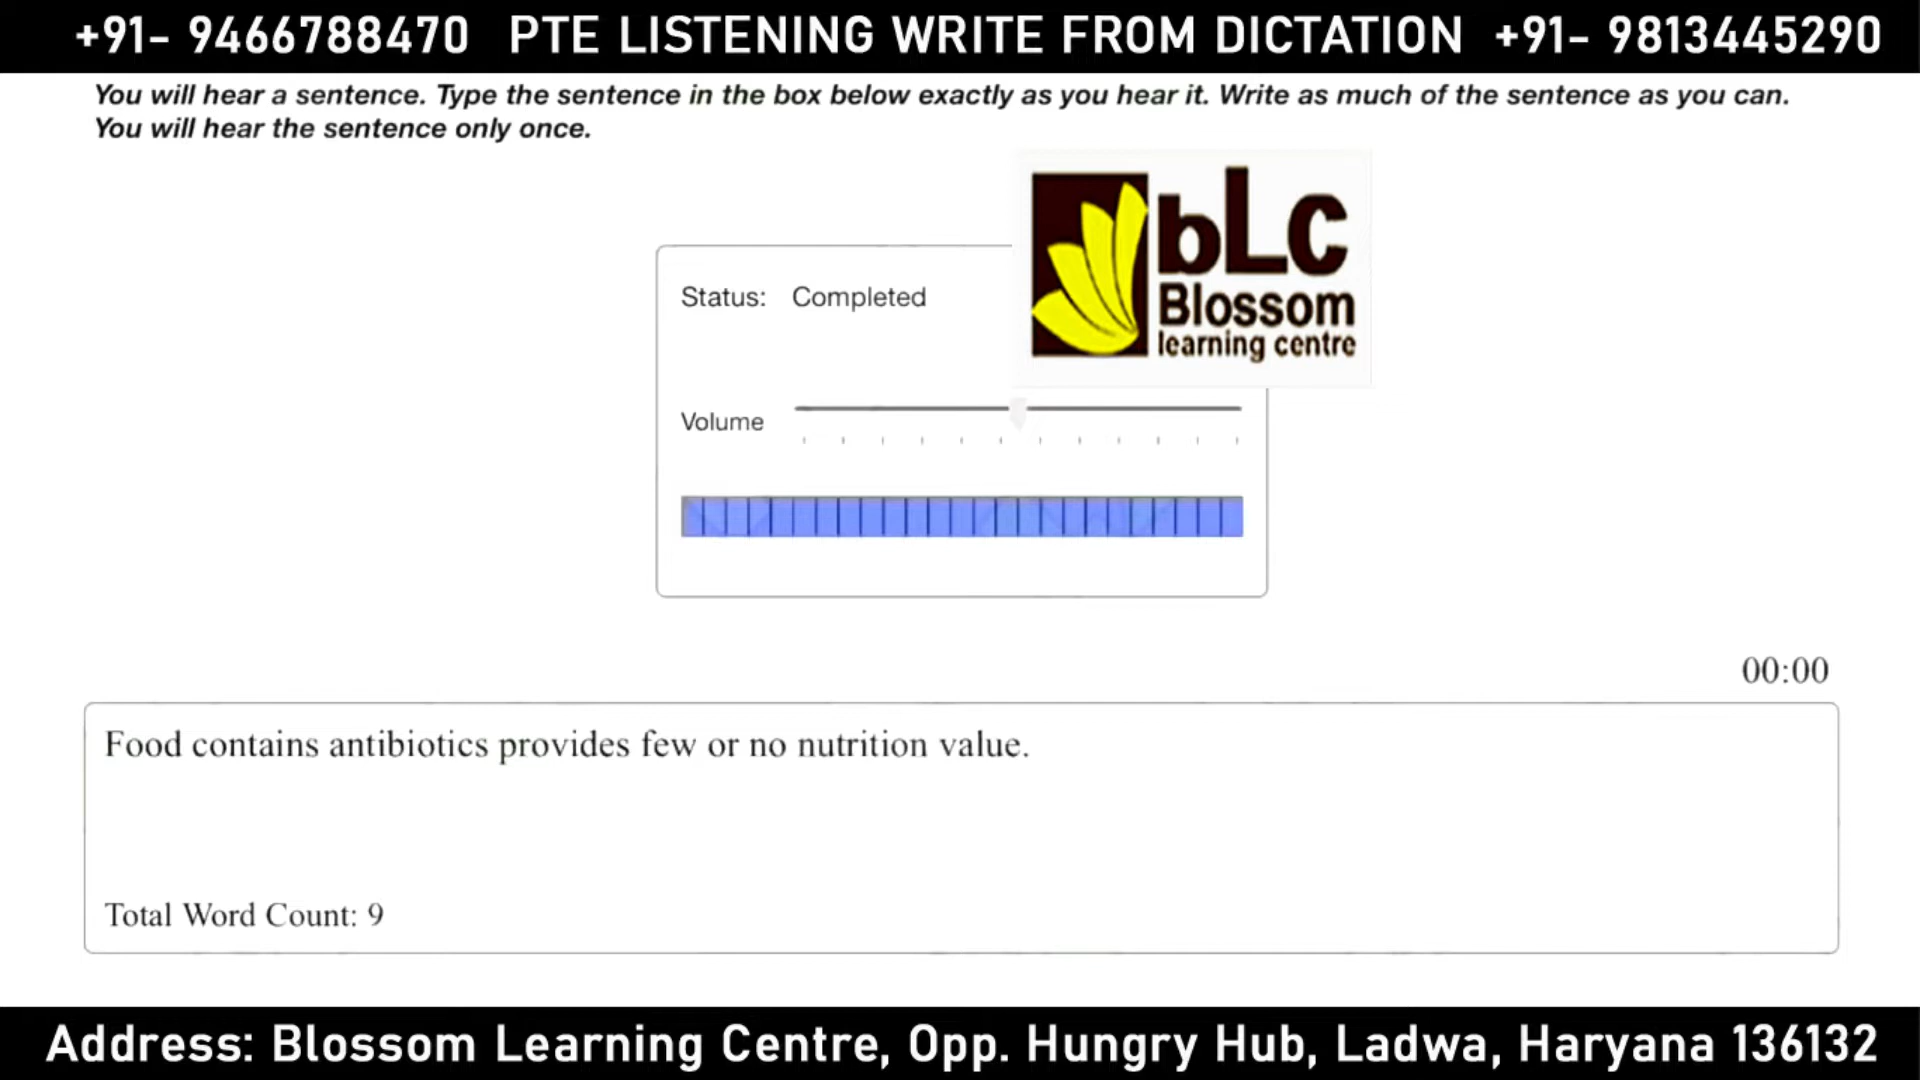 +91- 9466788470 PTE LISTENING WRITE FROM DICTATION +91- 9813445290
You will hear a sentence. Type the sentence in the box below exactly as you hear it. Write as much of the sentence as you can.
You will hear the sentence only once.
bLC
Blossom
learning centre
Status: Completed
Volume
00:00
Food contains antibiotics provides few or no nutrition value.
Total Word Count: 9
Address: Blossom Learning Centre, Opp. Hungry Hub, Ladwa, Haryana 136132